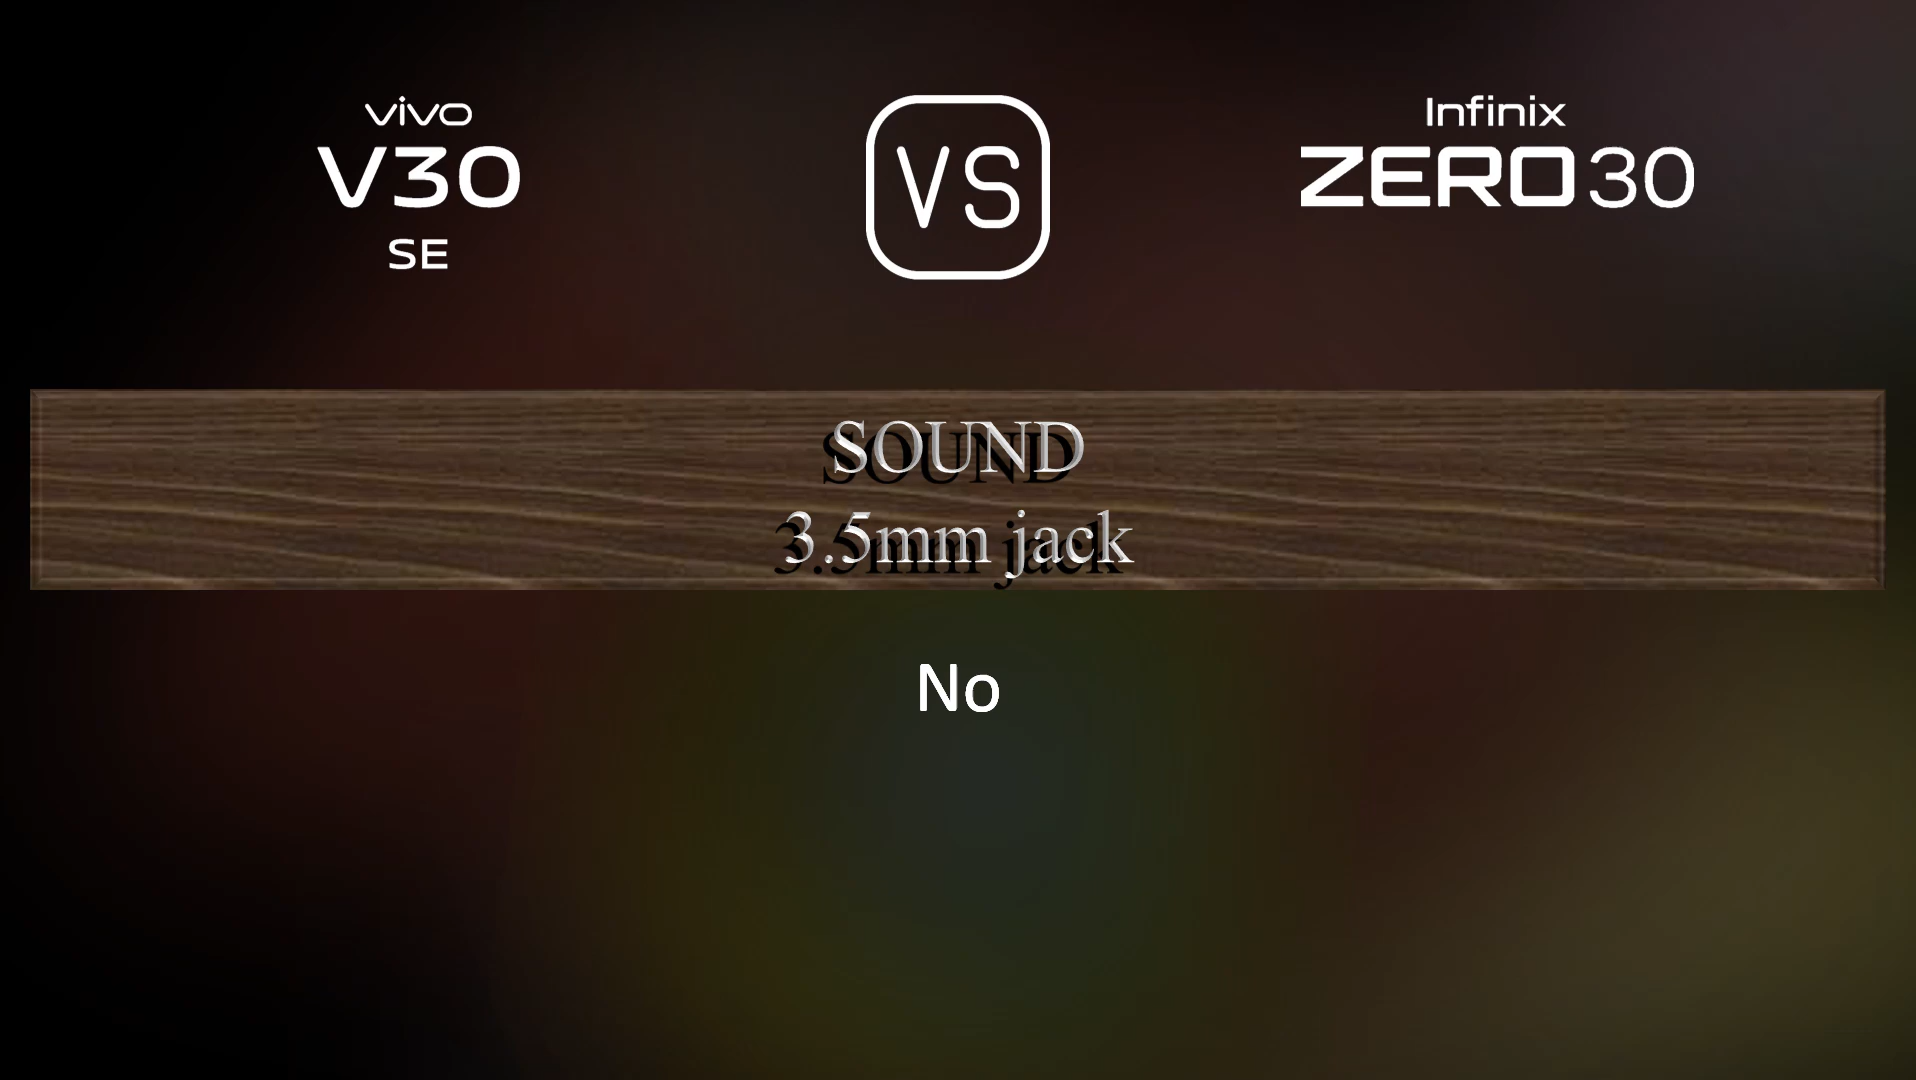 vivo
V30
SE
VS
Infinix
ZERO 30
SOUND
3.5mm jack
No